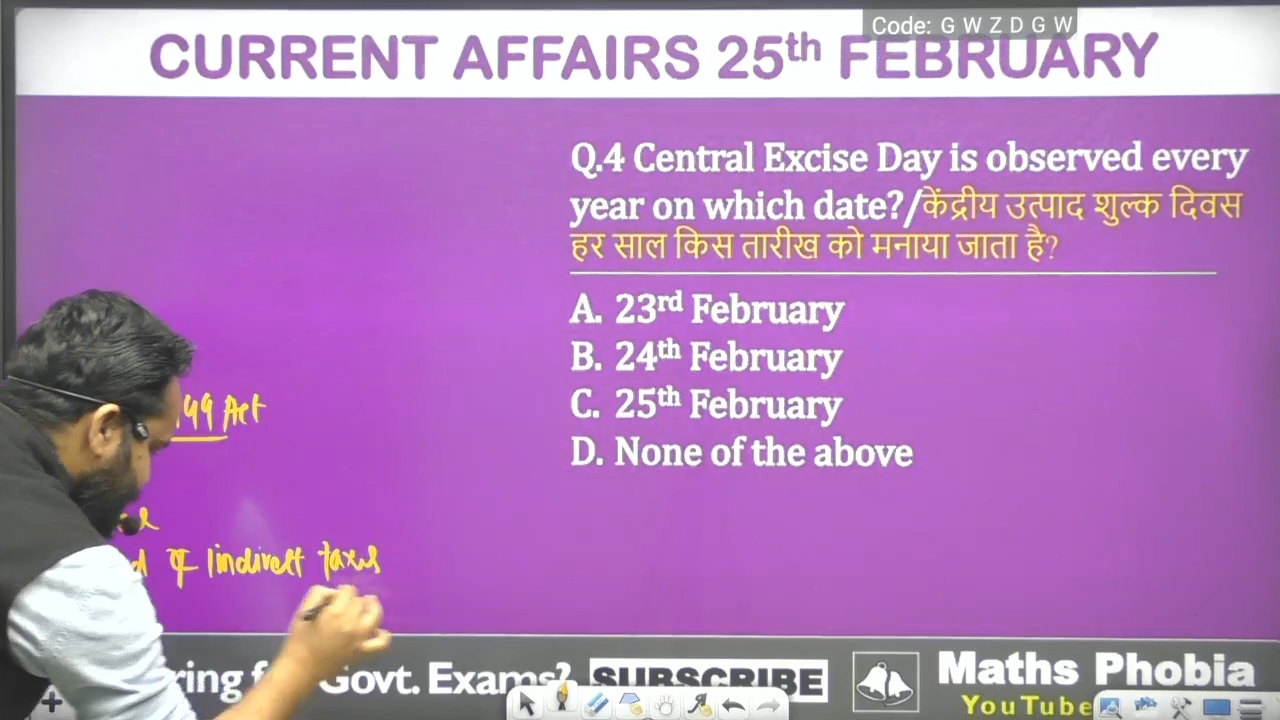 Code: G W Z D G W
CURRENT AFFAIRS 25th FEBRUARY
Q.4 Central Excise Day is observed every
year on which date?/केंद्रीय उत्पाद शुल्क दिवस
हर साल किस तारीख को मनाया जाता है?
A. 23rd February
B. 24th February
C. 25th February
D. None of the above
Act
of indirect taxes
Govt. Exams? SUBSCRIBE
Maths Phobia
YouTube